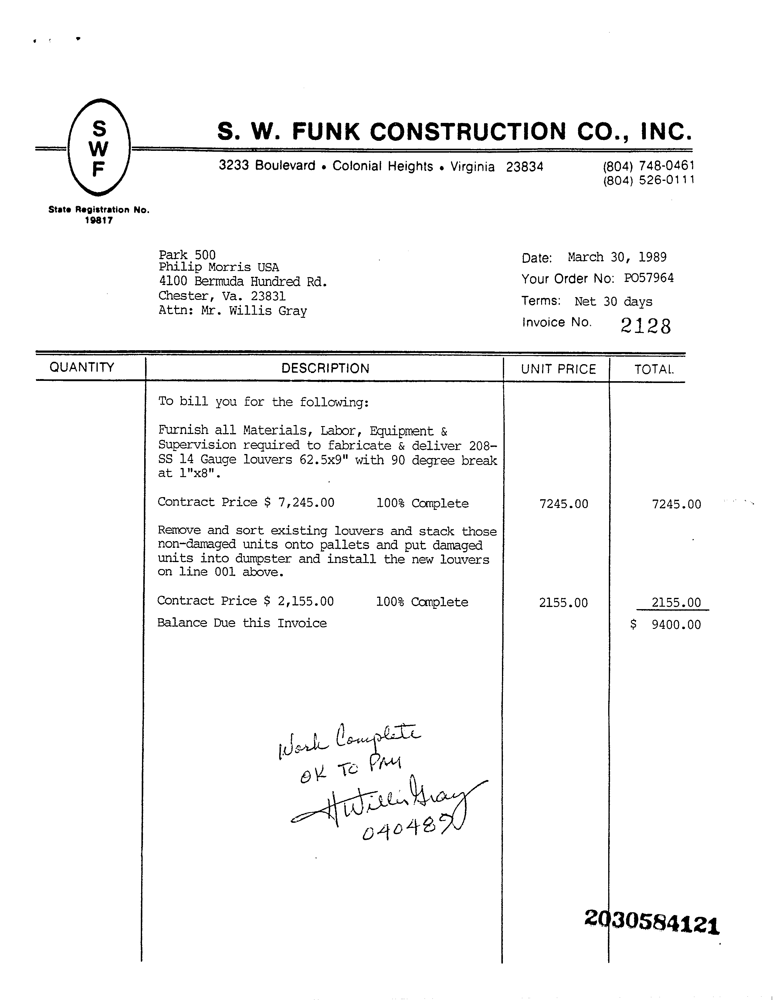 S
W
F
S. W. FUNK CONSTRUCTION CO., INC.
3233 Boulevard • Colonial Heights • Virginia 23834 (804) 748-0461
(804) 526-0111
State Registration No.
19817
Park 500
Philip Morris USA
4100 Bermuda Hundred Rd.
Chester, Va. 23831
Attn: Mr. Willis Gray
Date: March 30, 1989
Your Order No: PO57964
Terms: Net 30 days
Invoice No. 2128
QUANTITY DESCRIPTION UNIT PRICE TOTAL
To bill you for the following:
Furnish all Materials, Labor, Equipment &
Supervision required to fabricate & deliver 208-
SS 14 Gauge louvers 62.5x9" with 90 degree break
at 1"x8".
Contract Price $ 7,245.00 100% Complete 7245.00 7245.00
Remove and sort existing louvers and stack those
non-damaged units onto pallets and put damaged
units into dumpster and install the new louvers
on line 001 above.
Contract Price $ 2,155.00 100% Complete 2155.00 2155.00
Balance Due this Invoice $ 9400.00
Work Complete
OK TO PAY
H Willis Gray
040489
2030584121